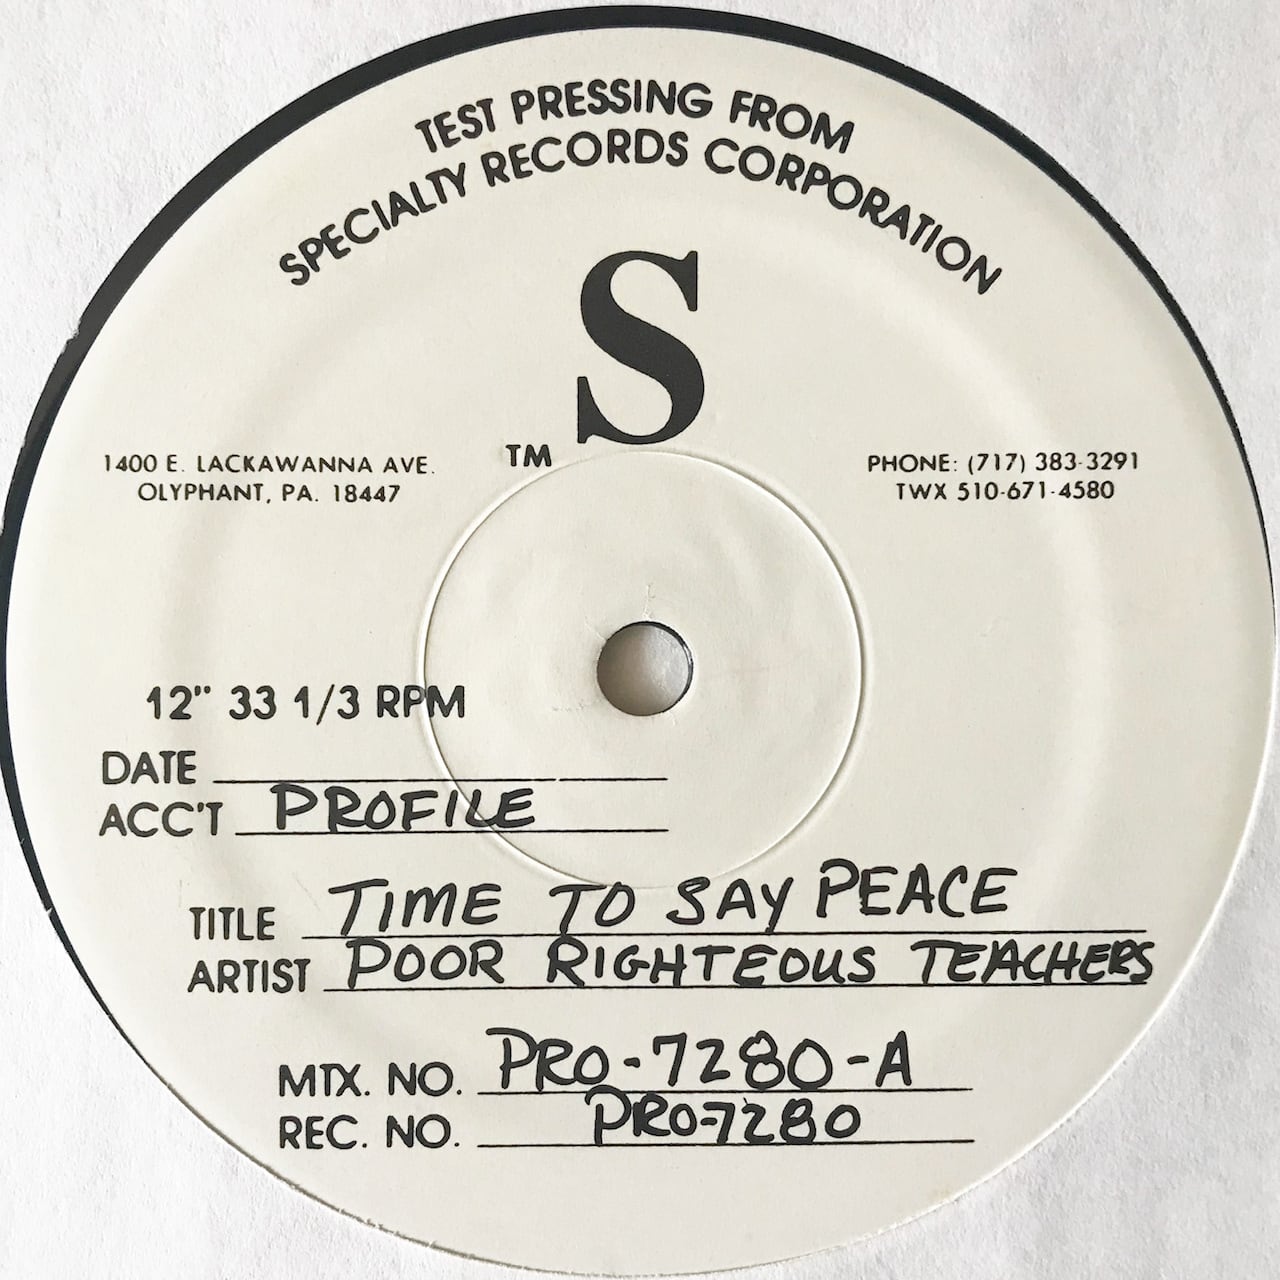 TEST PRESSING FROM
SPECIALTY RECORDS CORPORATION
S
TM
1400 E. LACKAWANNA AVE.
OLYPHANT, PA. 18447
PHONE: (717) 383-3291
TWX 510-671-4580
12" 33 1/3 RPM
DATE
ACC'T PROFILE
TITLE TIME TO SAY PEACE
ARTIST POOR RIGHTEOUS TEACHERS
MTX. NO. PRO-7280-A
REC. NO. PRO-7280